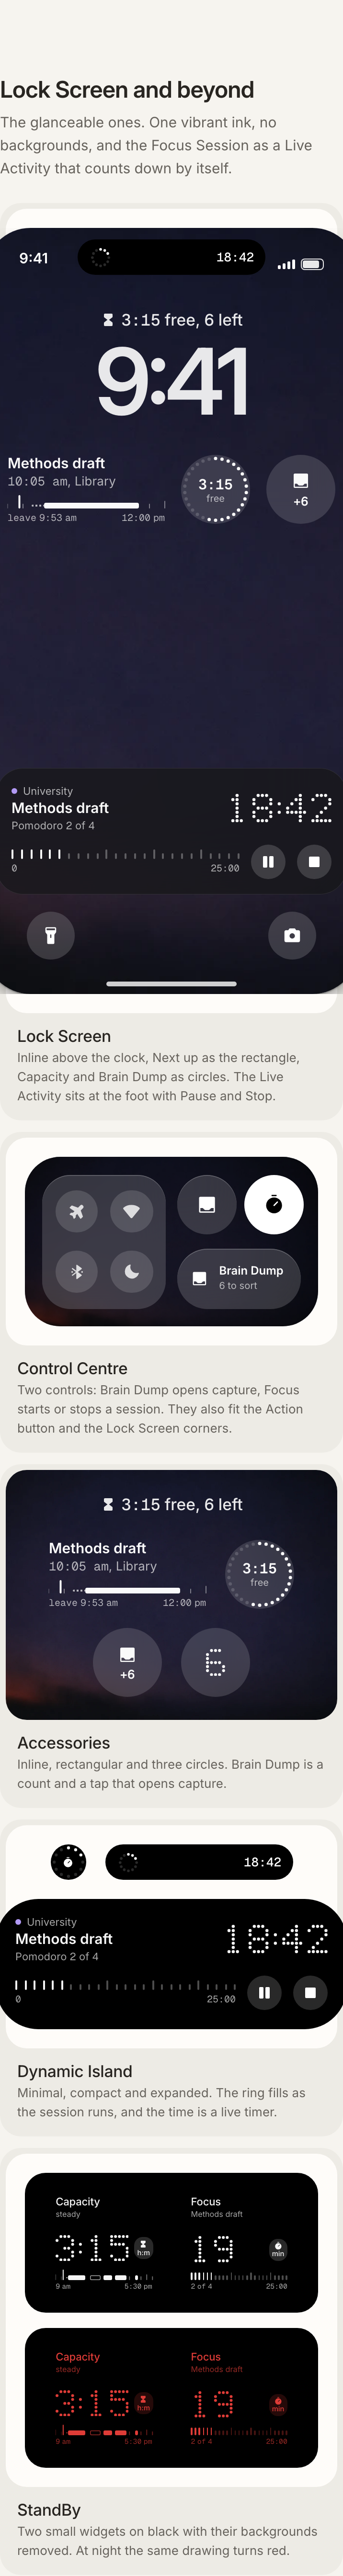 Lock Screen and beyond
The glanceable ones. One vibrant ink, no
backgrounds, and the Focus Session as a Live
Activity that counts down by itself.
9:41
18:42
3:15 free, 6 left
9:41
Methods draft
10:05 am, Library
leave 9:53 am 12:00 pm
3:15
free
+6
University
Methods draft
Pomodoro 2 of 4
18:42
0 25:00
Lock Screen
Inline above the clock, Next up as the rectangle,
Capacity and Brain Dump as circles. The Live
Activity sits at the foot with Pause and Stop.
Brain Dump
6 to sort
Control Centre
Two controls: Brain Dump opens capture, Focus
starts or stops a session. They also fit the Action
button and the Lock Screen corners.
3:15 free, 6 left
Methods draft
10:05 am, Library
leave 9:53 am 12:00 pm
3:15
free
+6
6
Accessories
Inline, rectangular and three circles. Brain Dump is a
count and a tap that opens capture.
18:42
University
Methods draft
Pomodoro 2 of 4
18:42
0 25:00
Dynamic Island
Minimal, compact and expanded. The ring fills as
the session runs, and the time is a live timer.
Capacity
steady
3:15
h:m
9 am 5:30 pm
Focus
Methods draft
19
min
2 of 4 25:00
Capacity
steady
3:15
h:m
9 am 5:30 pm
Focus
Methods draft
19
min
2 of 4 25:00
StandBy
Two small widgets on black with their backgrounds
removed. At night the same drawing turns red.